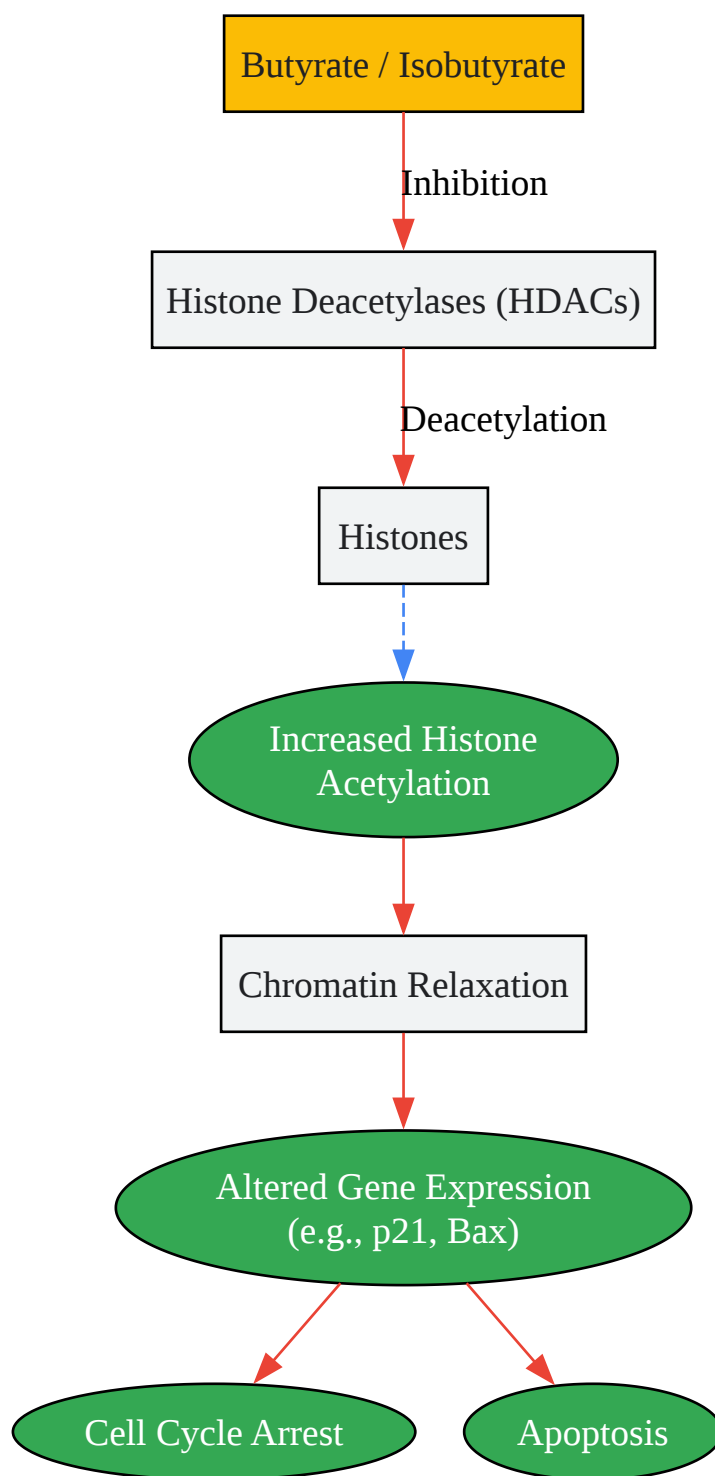 Butyrate / Isobutyrate
Inhibition
Histone Deacetylases (HDACs)
Deacetylation
Histones
Increased Histone
Acetylation
Chromatin Relaxation
Altered Gene Expression
(e.g., p21, Bax)
Cell Cycle Arrest
Apoptosis